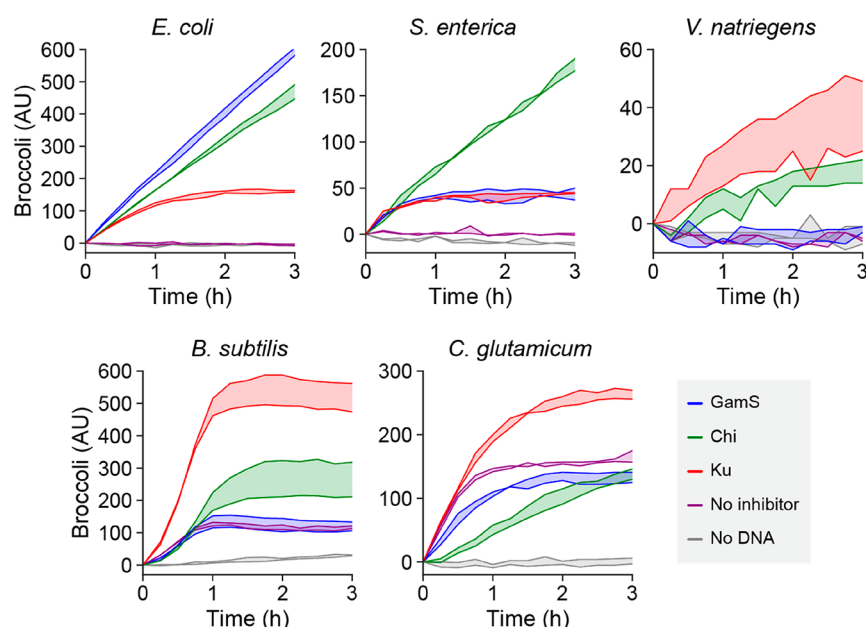 E. coli
S. enterica
V. natriegens
Broccoli (AU)
600
500
400
300
200
100
0
0 1 2 3
Time (h)
200
150
100
50
0
0 1 2 3
Time (h)
60
40
20
0
0 1 2 3
Time (h)
B. subtilis
C. glutamicum
Broccoli (AU)
600
500
400
300
200
100
0
0 1 2 3
Time (h)
300
200
100
0
0 1 2 3
Time (h)
GamS
Chi
Ku
No inhibitor
No DNA